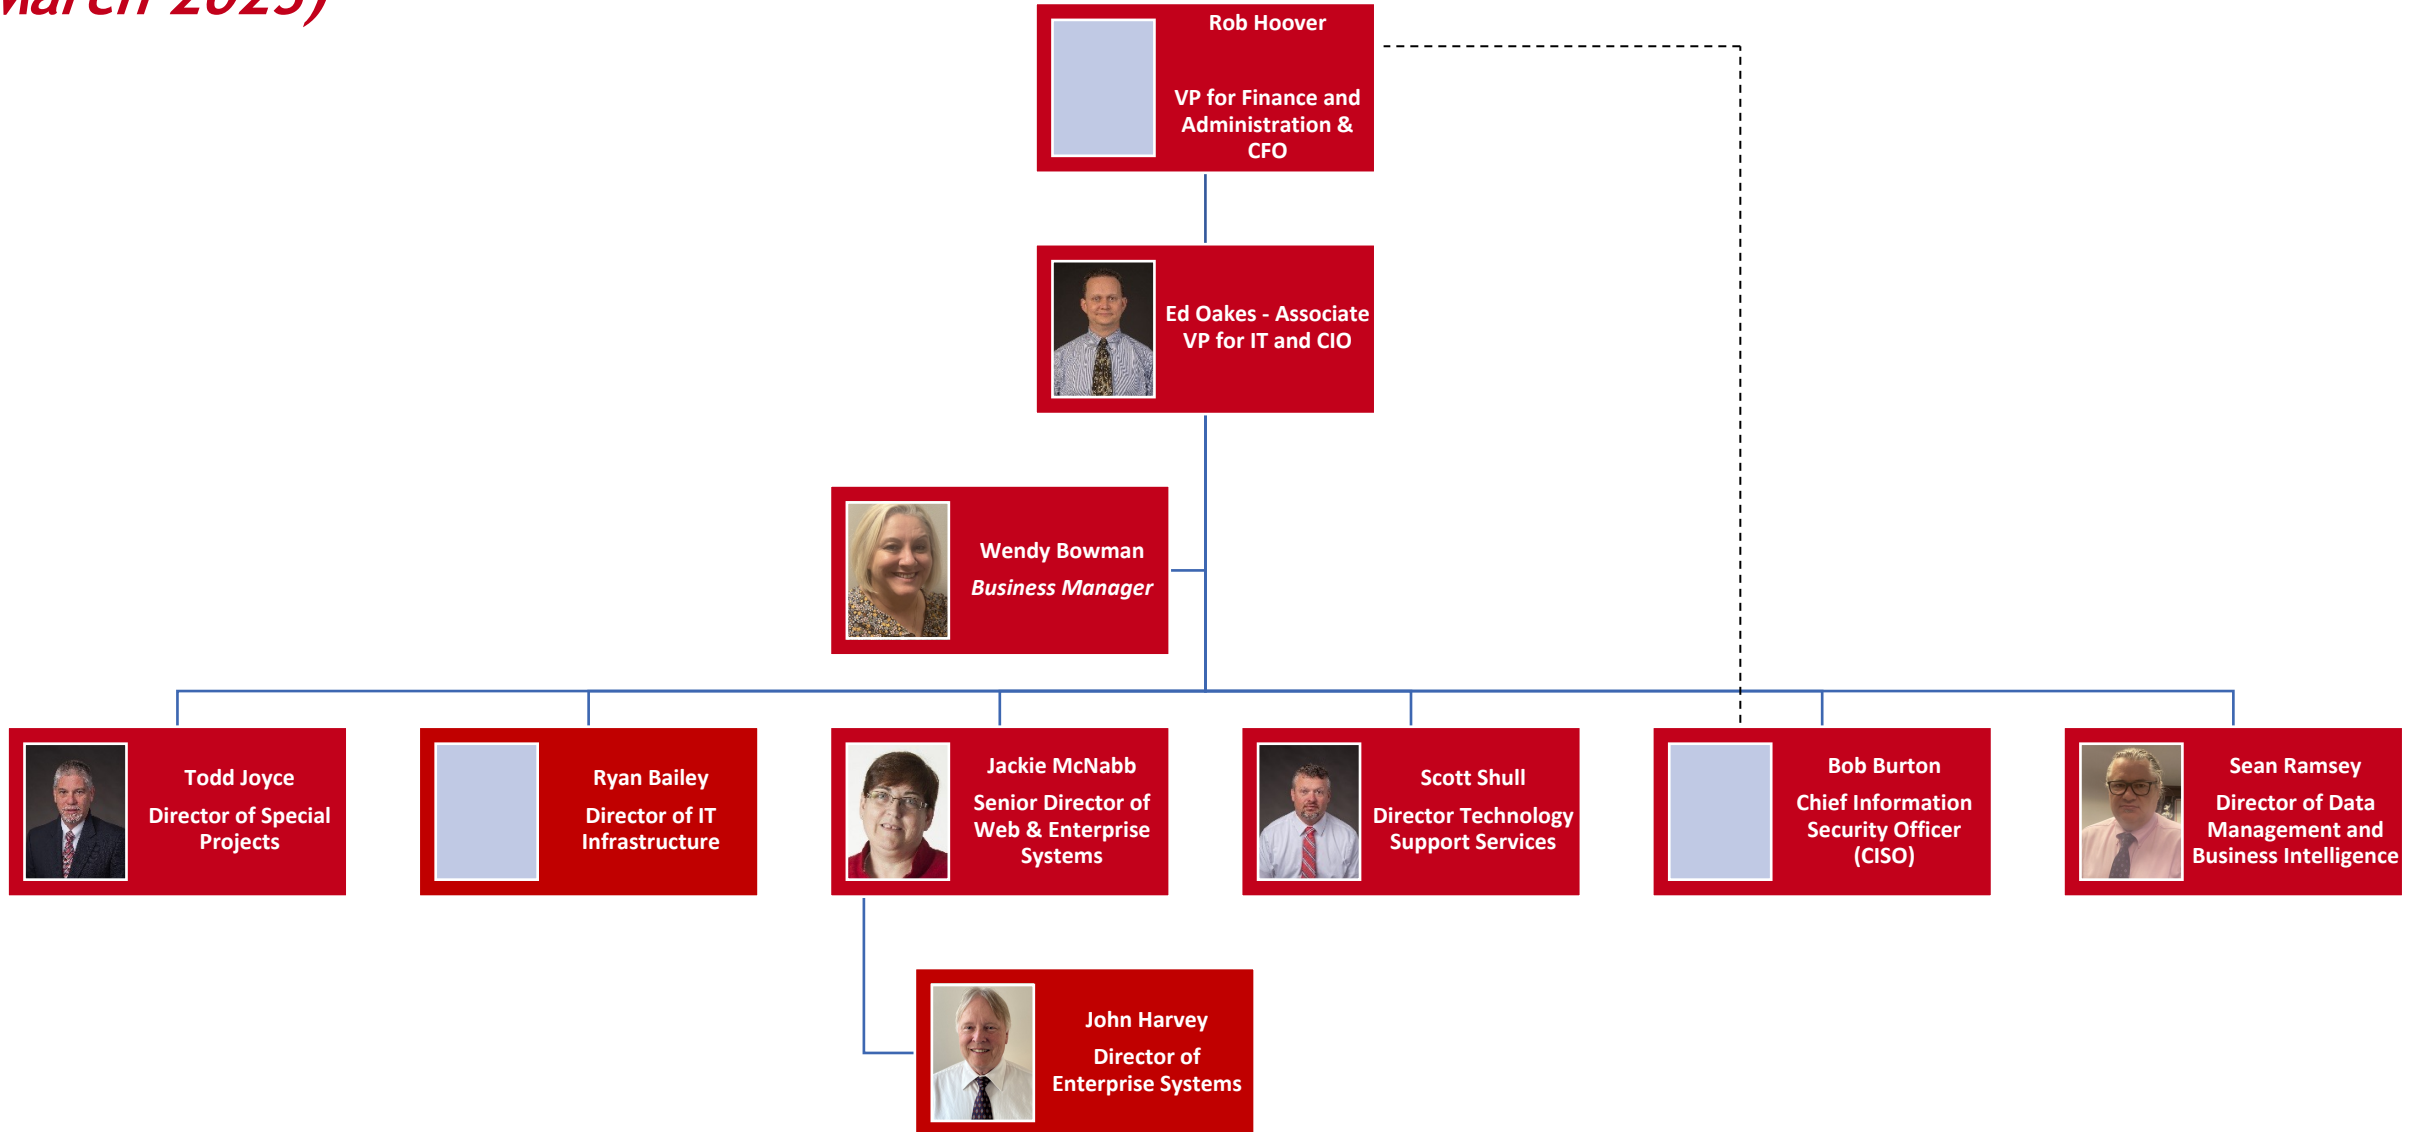 March 2025)
Rob Hoover
VP for Finance and
Administration &
CFO
Ed Oakes - Associate
VP for IT and CIO
Wendy Bowman
Business Manager
Todd Joyce
Director of Special
Projects
Ryan Bailey
Director of IT
Infrastructure
Jackie McNabb
Senior Director of
Web & Enterprise
Systems
Scott Shull
Director Technology
Support Services
Bob Burton
Chief Information
Security Officer
(CISO)
Sean Ramsey
Director of Data
Management and
Business Intelligence
John Harvey
Director of
Enterprise Systems